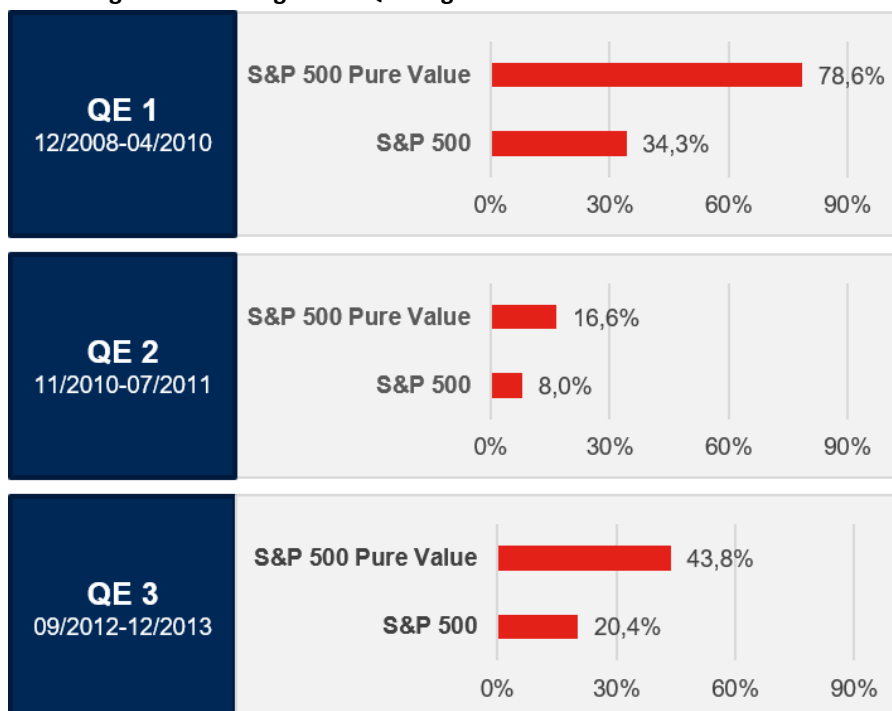 QE 1
12/2008-04/2010
S&P 500 Pure Value
78,6%
S&P 500
34,3%
0%
30%
60%
90%
QE 2
11/2010-07/2011
S&P 500 Pure Value
16,6%
S&P 500
8,0%
0%
30%
60%
90%
QE 3
09/2012-12/2013
S&P 500 Pure Value
43,8%
S&P 500
20,4%
0%
30%
60%
90%